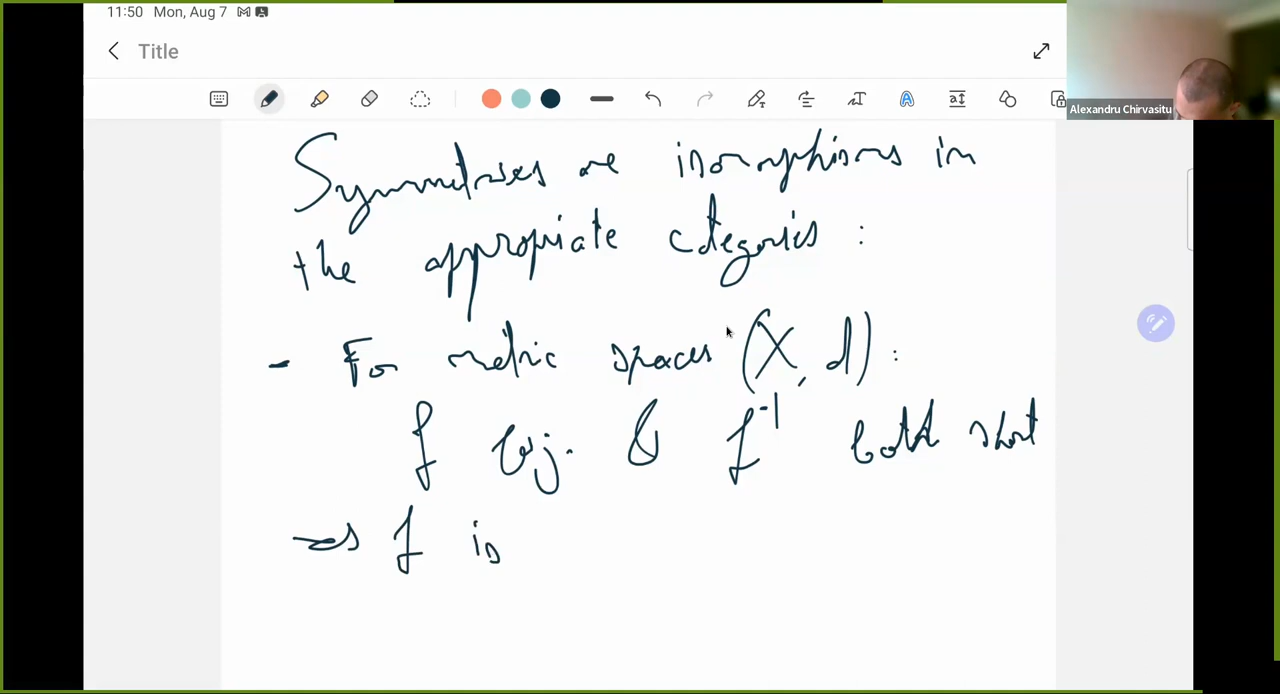 11:50 Mon, Aug 7
Title
Alexandru Chirvasitu
Symmetries are isomorphisms in
the appropriate categories :
- For metric spaces (X, d) :
f bij. & f⁻¹ both short
⇒ f is